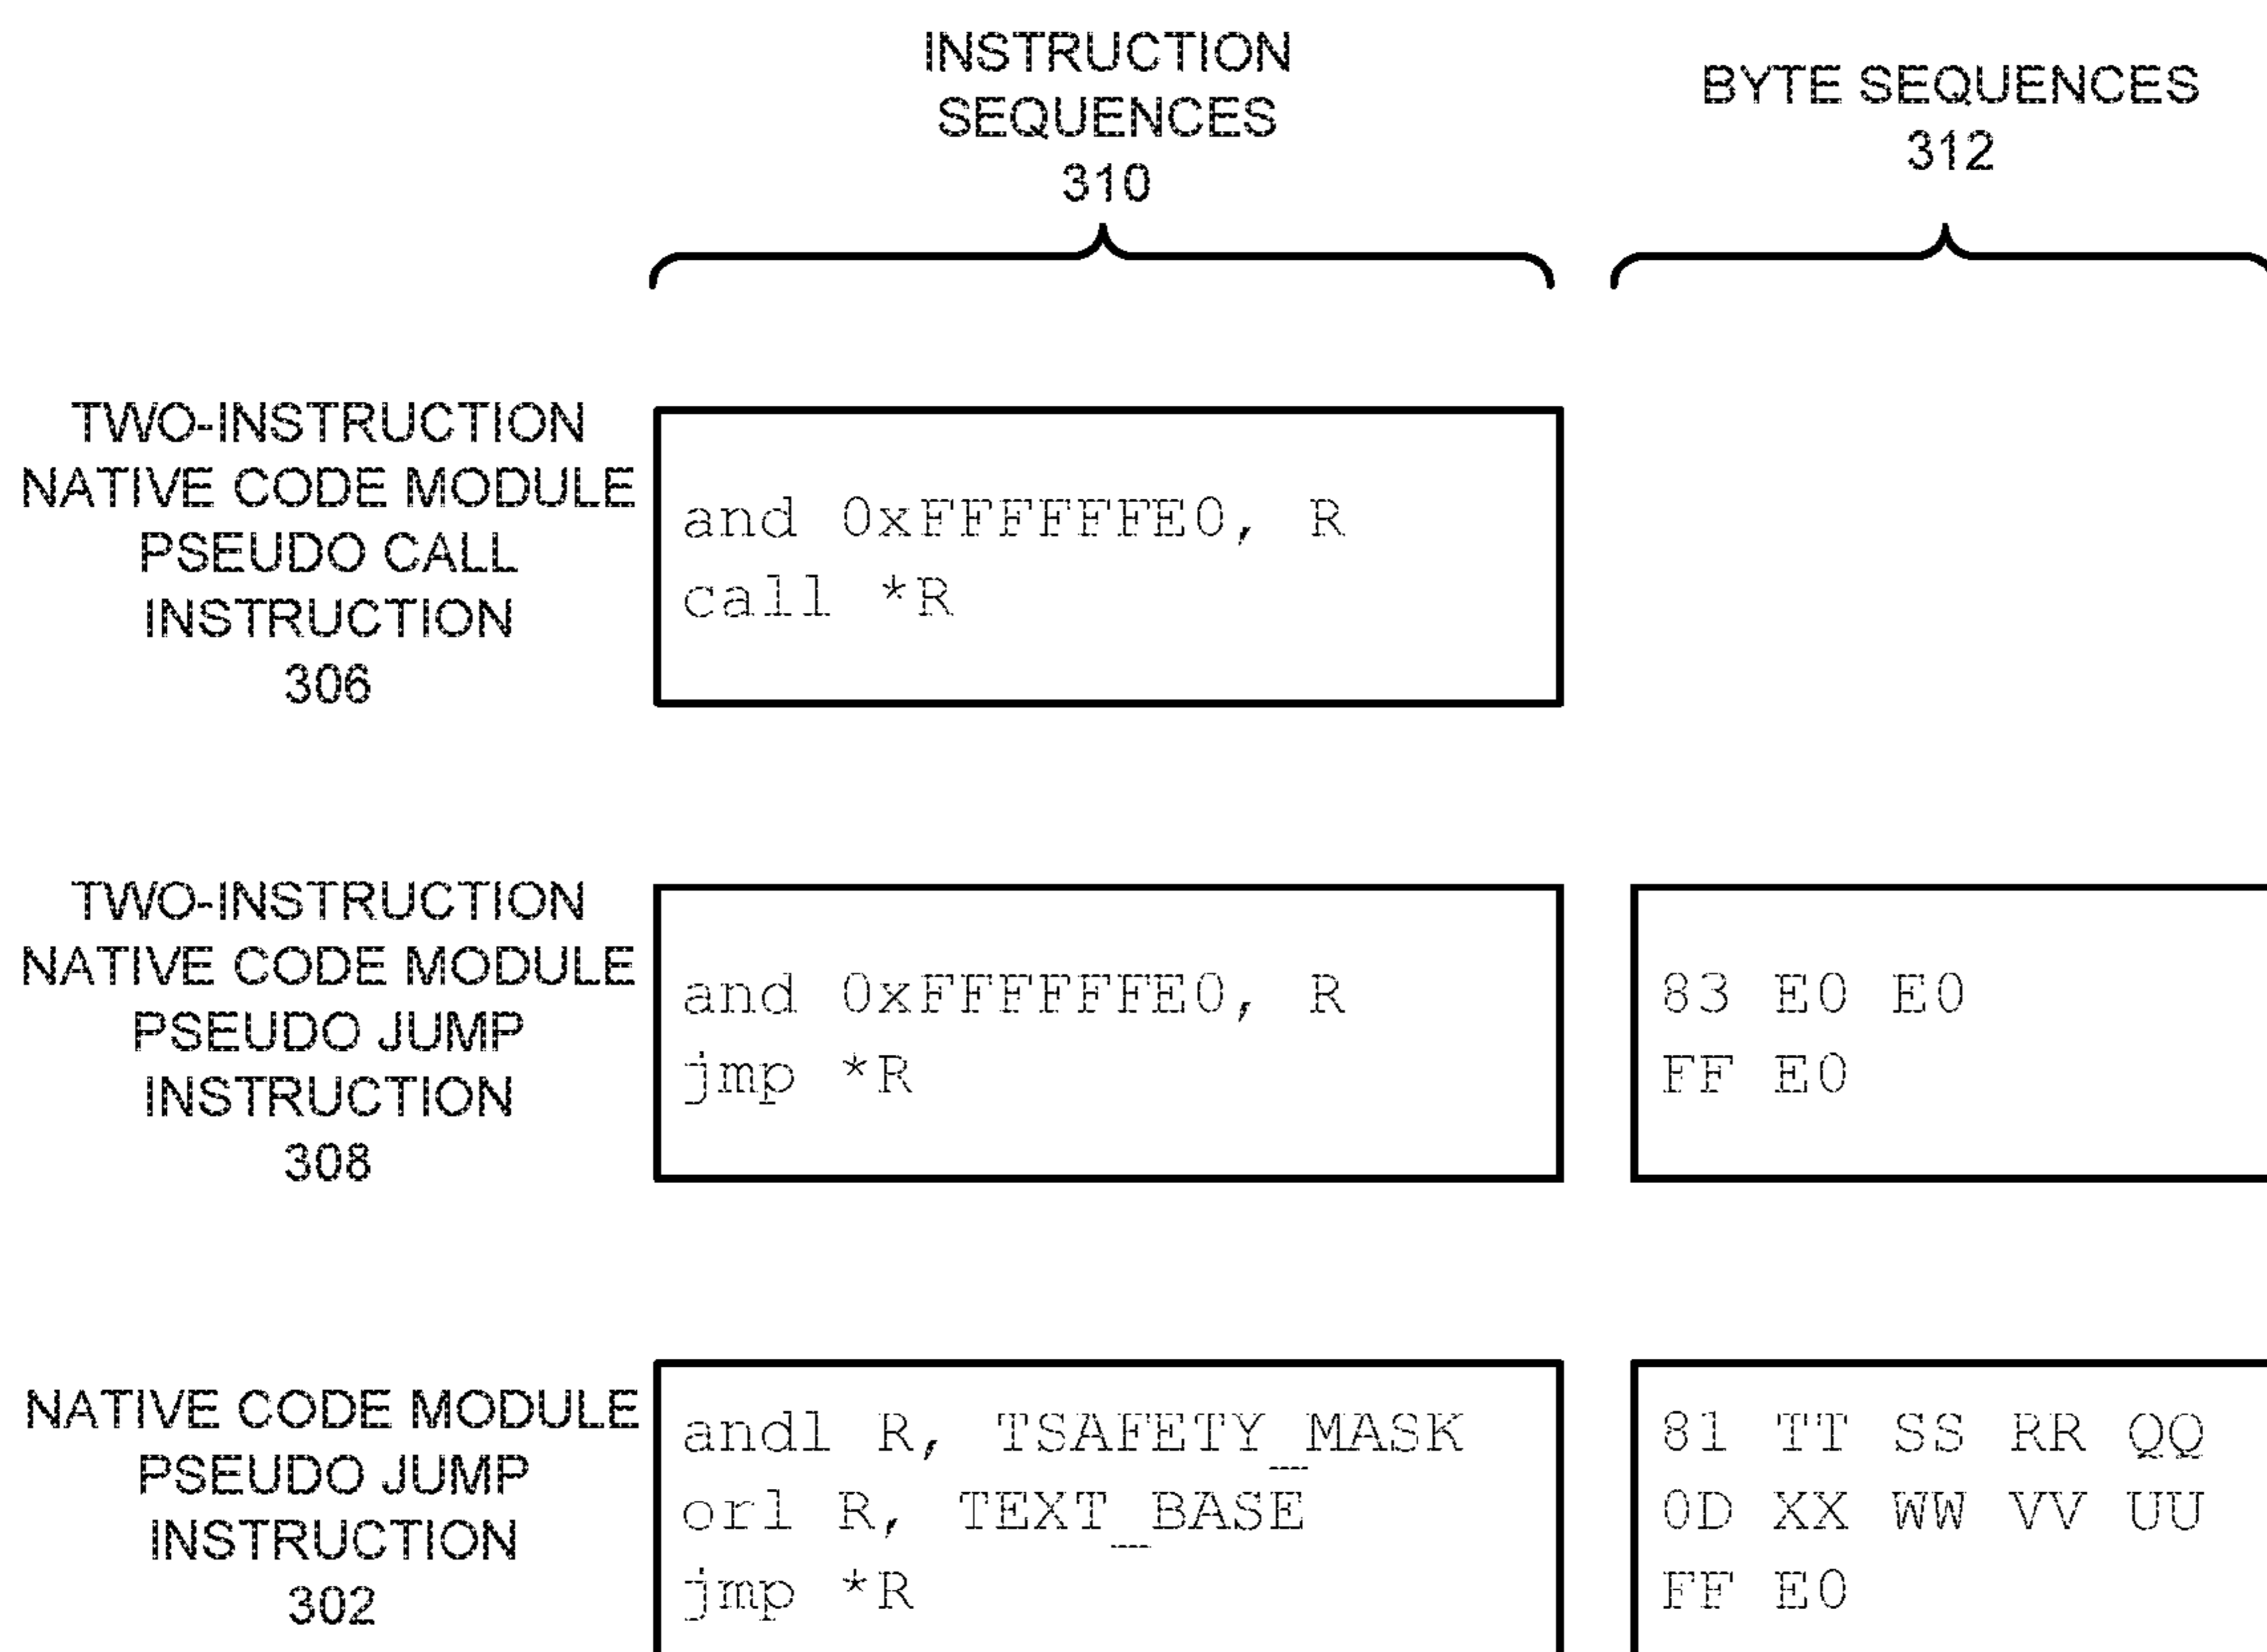 INSTRUCTION
SEQUENCES
310
BYTE SEQUENCES
312
TWO-INSTRUCTION
NATIVE CODE MODULE
PSEUDO CALL
INSTRUCTION
306
and 0xFFFFFFE0, R
call *R
TWO-INSTRUCTION
NATIVE CODE MODULE
PSEUDO JUMP
INSTRUCTION
308
and 0xFFFFFFE0, R
jmp *R
83 E0 E0
FF E0
NATIVE CODE MODULE
PSEUDO JUMP
INSTRUCTION
302
andl R, TSAFETY_MASK
orl R, TEXT_BASE
jmp *R
81 TT SS RR QQ
0D XX WW VV UU
FF E0